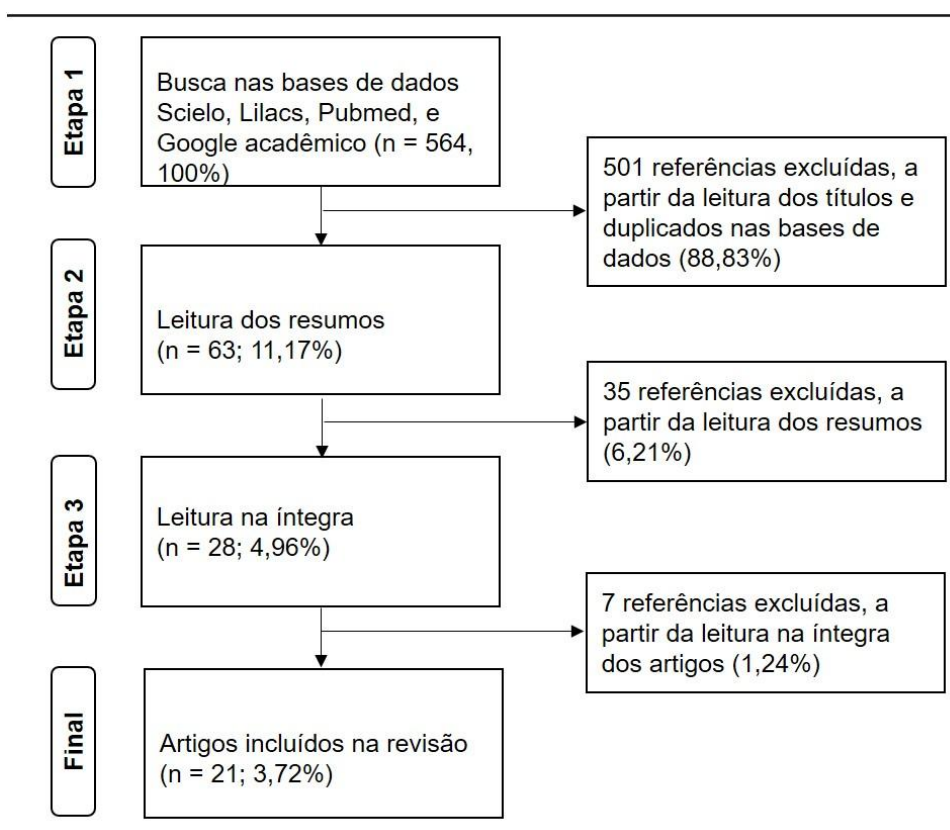 Etapa 1
Busca nas bases de dados
Scielo, Lilacs, Pubmed, e
Google acadêmico (n = 564,
100%)
501 referências excluídas, a
partir da leitura dos títulos e
duplicados nas bases de
dados (88,83%)
Etapa 2
Leitura dos resumos
(n = 63; 11,17%)
35 referências excluídas, a
partir da leitura dos resumos
(6,21%)
Etapa 3
Leitura na íntegra
(n = 28; 4,96%)
7 referências excluídas, a
partir da leitura na íntegra
dos artigos (1,24%)
Final
Artigos incluídos na revisão
(n = 21; 3,72%)